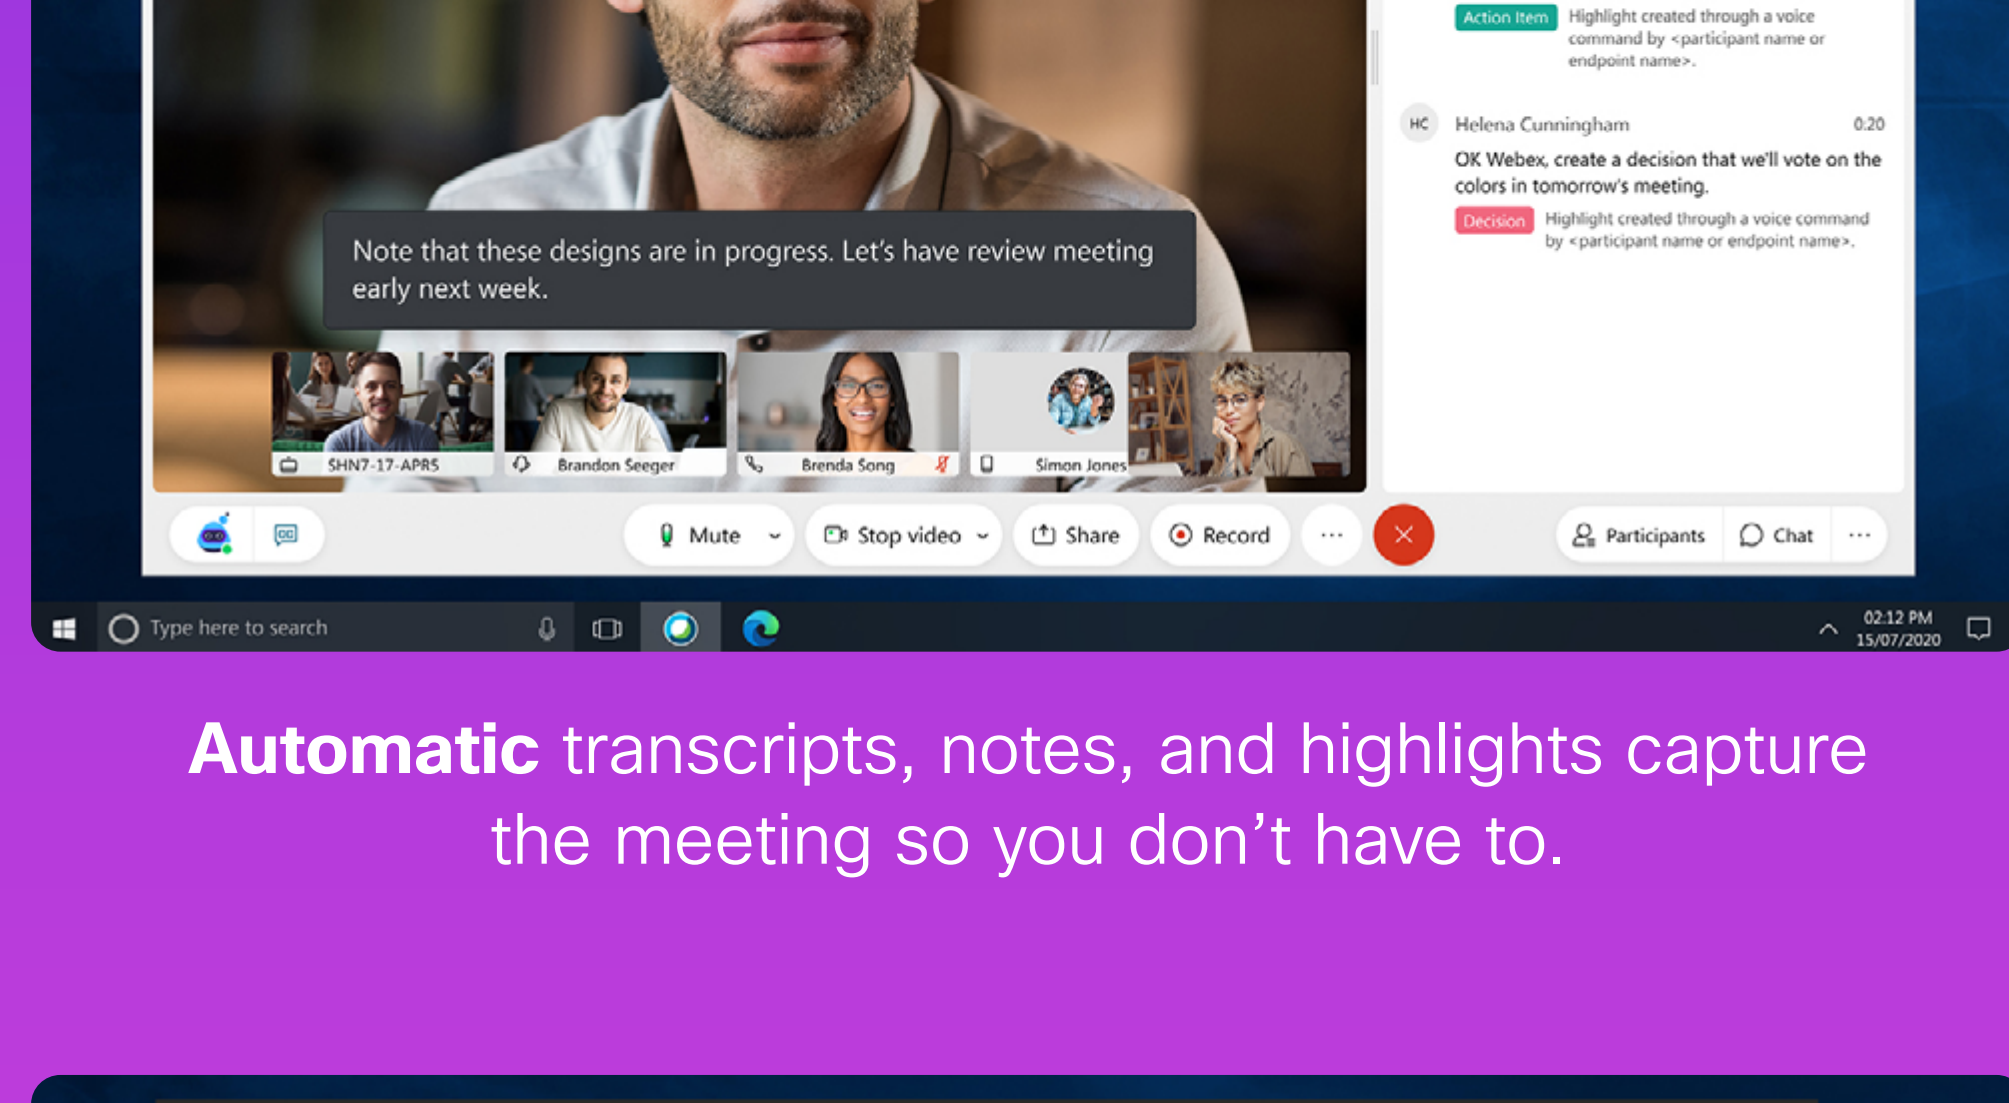 Action Item
Highlight created through a voice
command by <participant name or
endpoint name>.
HC
Helena Cunningham
0:20
OK Webex, create a decision that we'll vote on the
colors in tomorrow's meeting.
Decision
Highlight created through a voice command
by <participant name or endpoint name>.
Note that these designs are in progress. Let's have review meeting
early next week.
SHN7-17-APR5
Brandon Seeger
Brenda Song
Simon Jones
CC
Mute
Stop video
Share
Record
Participants
Chat
Type here to search
02:12 PM
15/07/2020
Automatic transcripts, notes, and highlights capture
the meeting so you don’t have to.